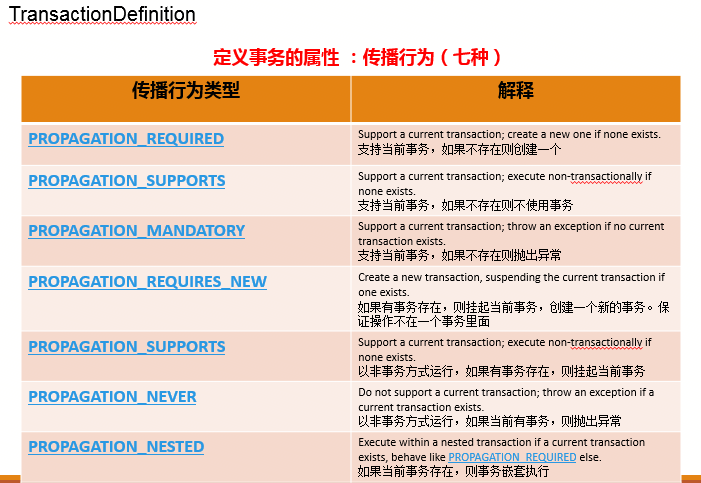 TransactionDefinition
定义事务的属性 ：传播行为（七种）
传播行为类型
解释
PROPAGATION_REQUIRED
Support a current transaction; create a new one if none exists.
支持当前事务，如果不存在则创建一个
PROPAGATION_SUPPORTS
Support a current transaction; execute non-transactionally if
none exists.
支持当前事务，如果不存在则不使用事务
PROPAGATION_MANDATORY
Support a current transaction; throw an exception if no current
transaction exists.
支持当前事务，如果不存在则抛出异常
PROPAGATION_REQUIRES_NEW
Create a new transaction, suspending the current transaction if
one exists.
如果有事务存在，则挂起当前事务，创建一个新的事务。保
证操作不在一个事务里面
PROPAGATION_SUPPORTS
Support a current transaction; execute non-transactionally if
none exists.
以非事务方式运行，如果有事务存在，则挂起当前事务
PROPAGATION_NEVER
Do not support a current transaction; throw an exception if a
current transaction exists.
以非事务方式运行，如果当前有事务，则抛出异常
PROPAGATION_NESTED
Execute within a nested transaction if a current transaction
exists, behave like PROPAGATION_REQUIRED else.
如果当前事务存在，则事务嵌套执行